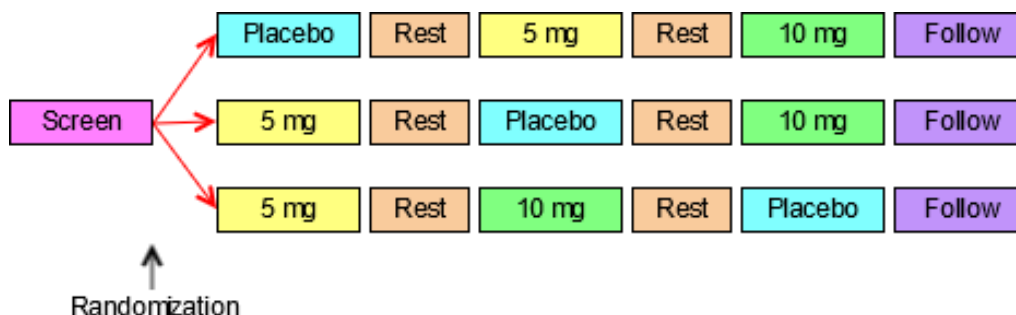 Placebo Rest 5 mg Rest 10 mg Follow
Screen 5 mg Rest Placebo Rest 10 mg Follow
5 mg Rest 10 mg Rest Placebo Follow
Randomization